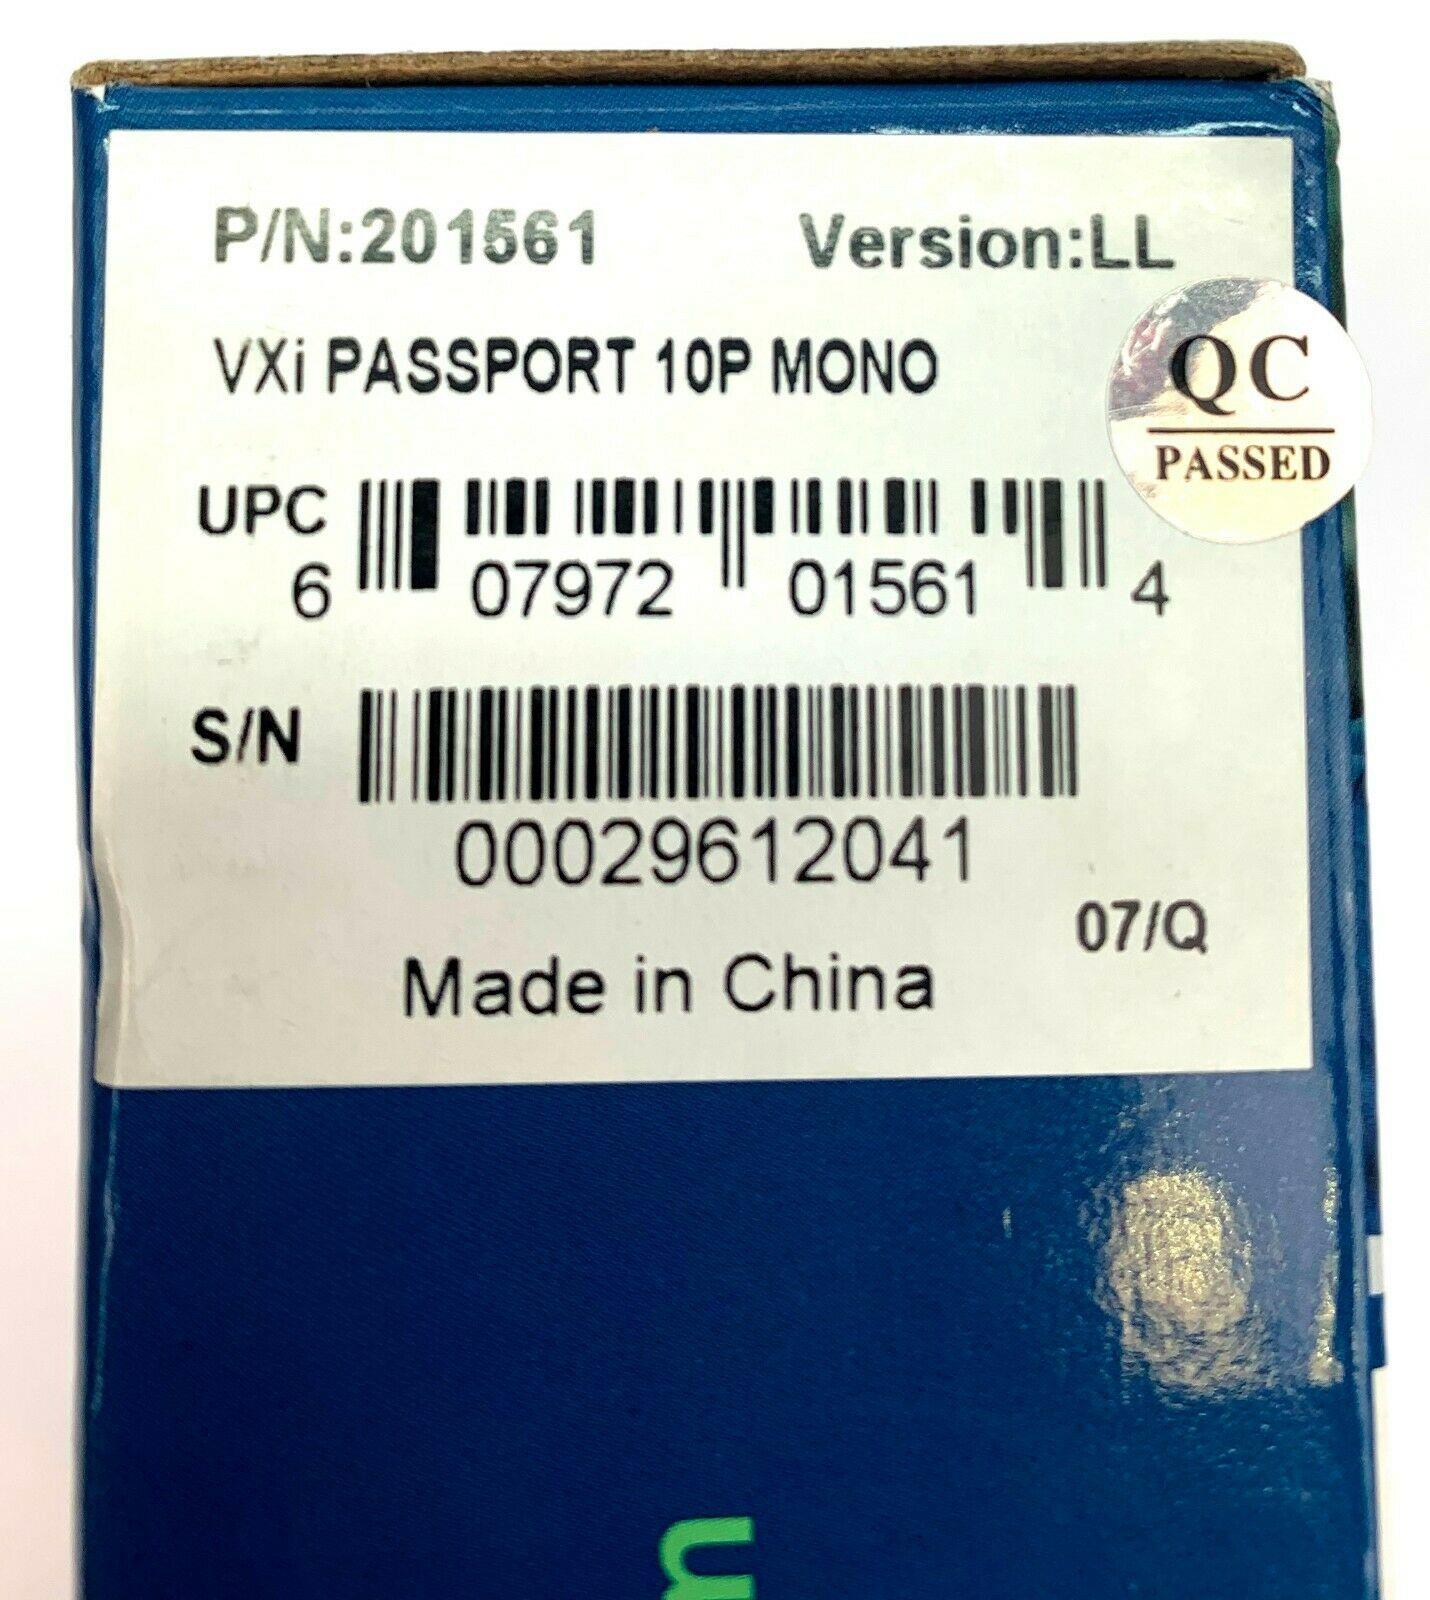 P/N:201561 Version:LL
VXi PASSPORT 10P MONO
QC
PASSED
UPC
6 07972 01561 4
S/N
00029612041
07/Q
Made in China
n